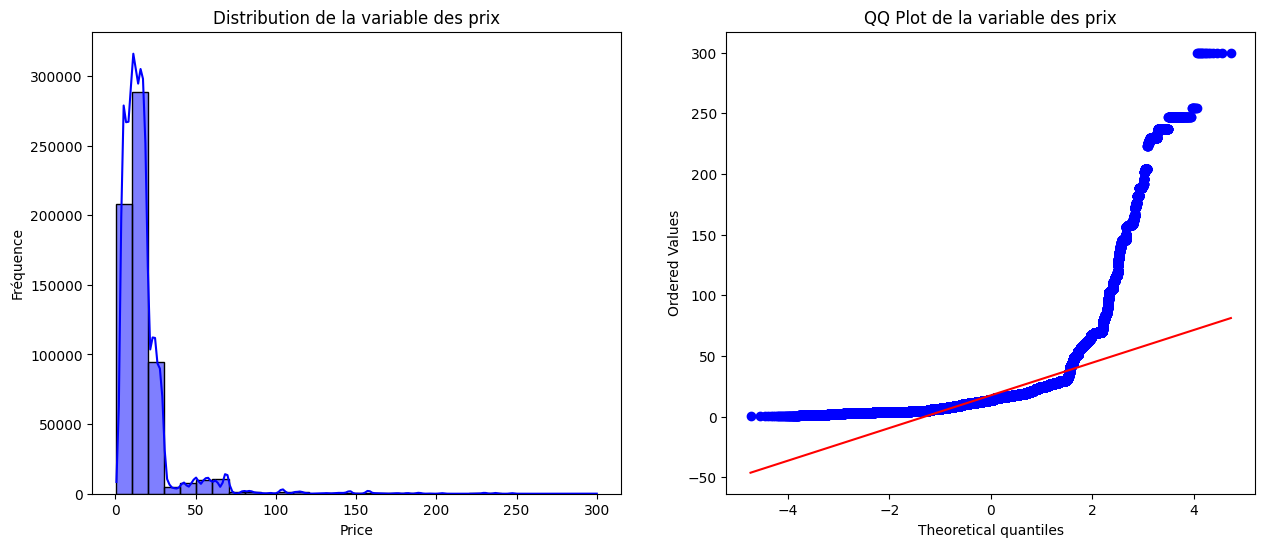 Distribution de la variable des prix
300000
250000
200000
150000
100000
50000
0
Fréquence
0 50 100 150 200 250 300
Price
QQ Plot de la variable des prix
300
250
200
150
100
50
0
−50
Ordered Values
−4 −2 0 2 4
Theoretical quantiles